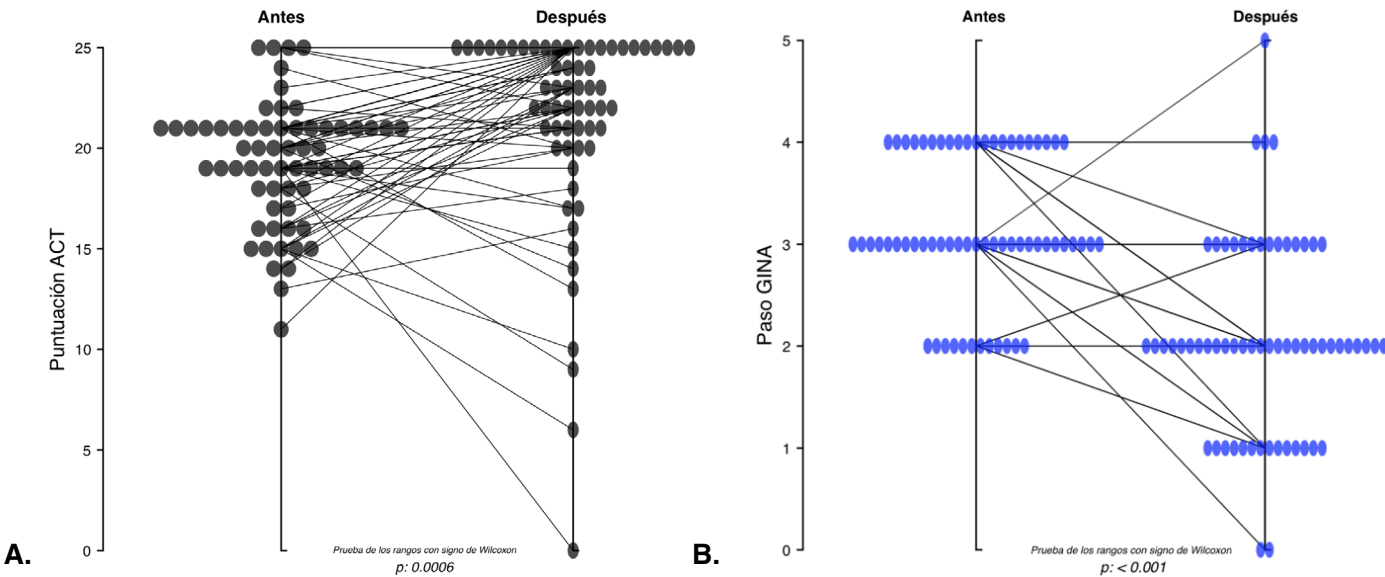 Antes
Después
Puntuación ACT
25
20
15
10
5
0
Prueba de los rangos con signo de Wilcoxon
p: 0.0006
A.
Antes
Después
Paso GINA
5
4
3
2
1
0
Prueba de los rangos con signo de Wilcoxon
p: < 0.001
B.